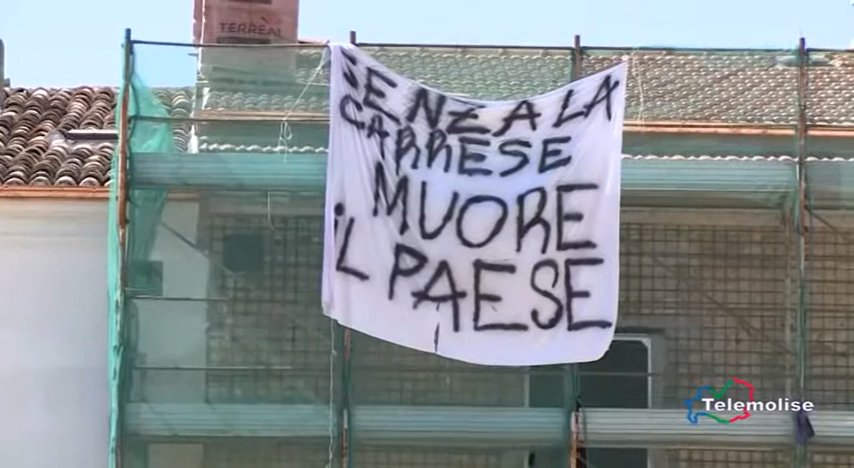 TERREAL
SENZA LA
CARRESE
MUORE
iL PAESE
Telemolise